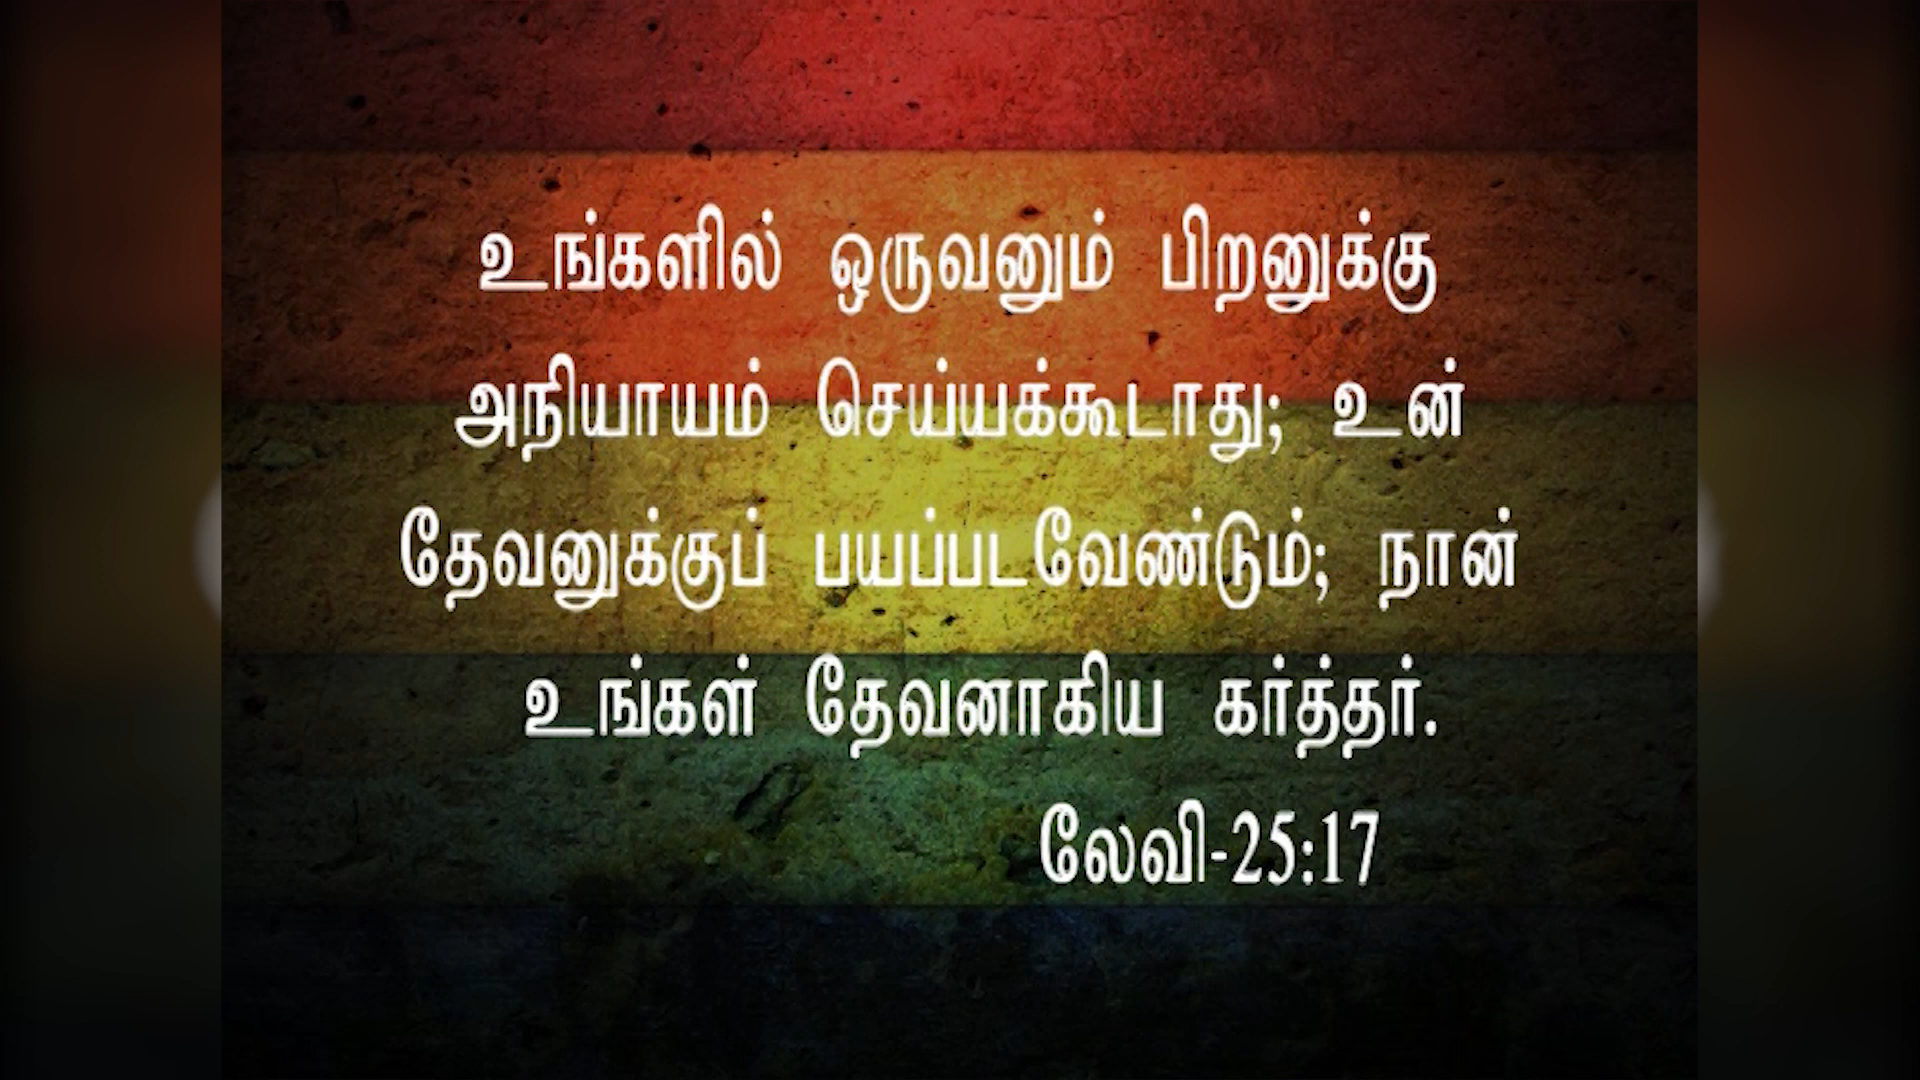 உங்களில் ஒருவனும் பிறனுக்கு
அநியாயம் செய்யக்கூடாது; உன்
தேவனுக்குப் பயப்படவேண்டும்; நான்
உங்கள் தேவனாகிய கர்த்தர்.
லேவி-25:17